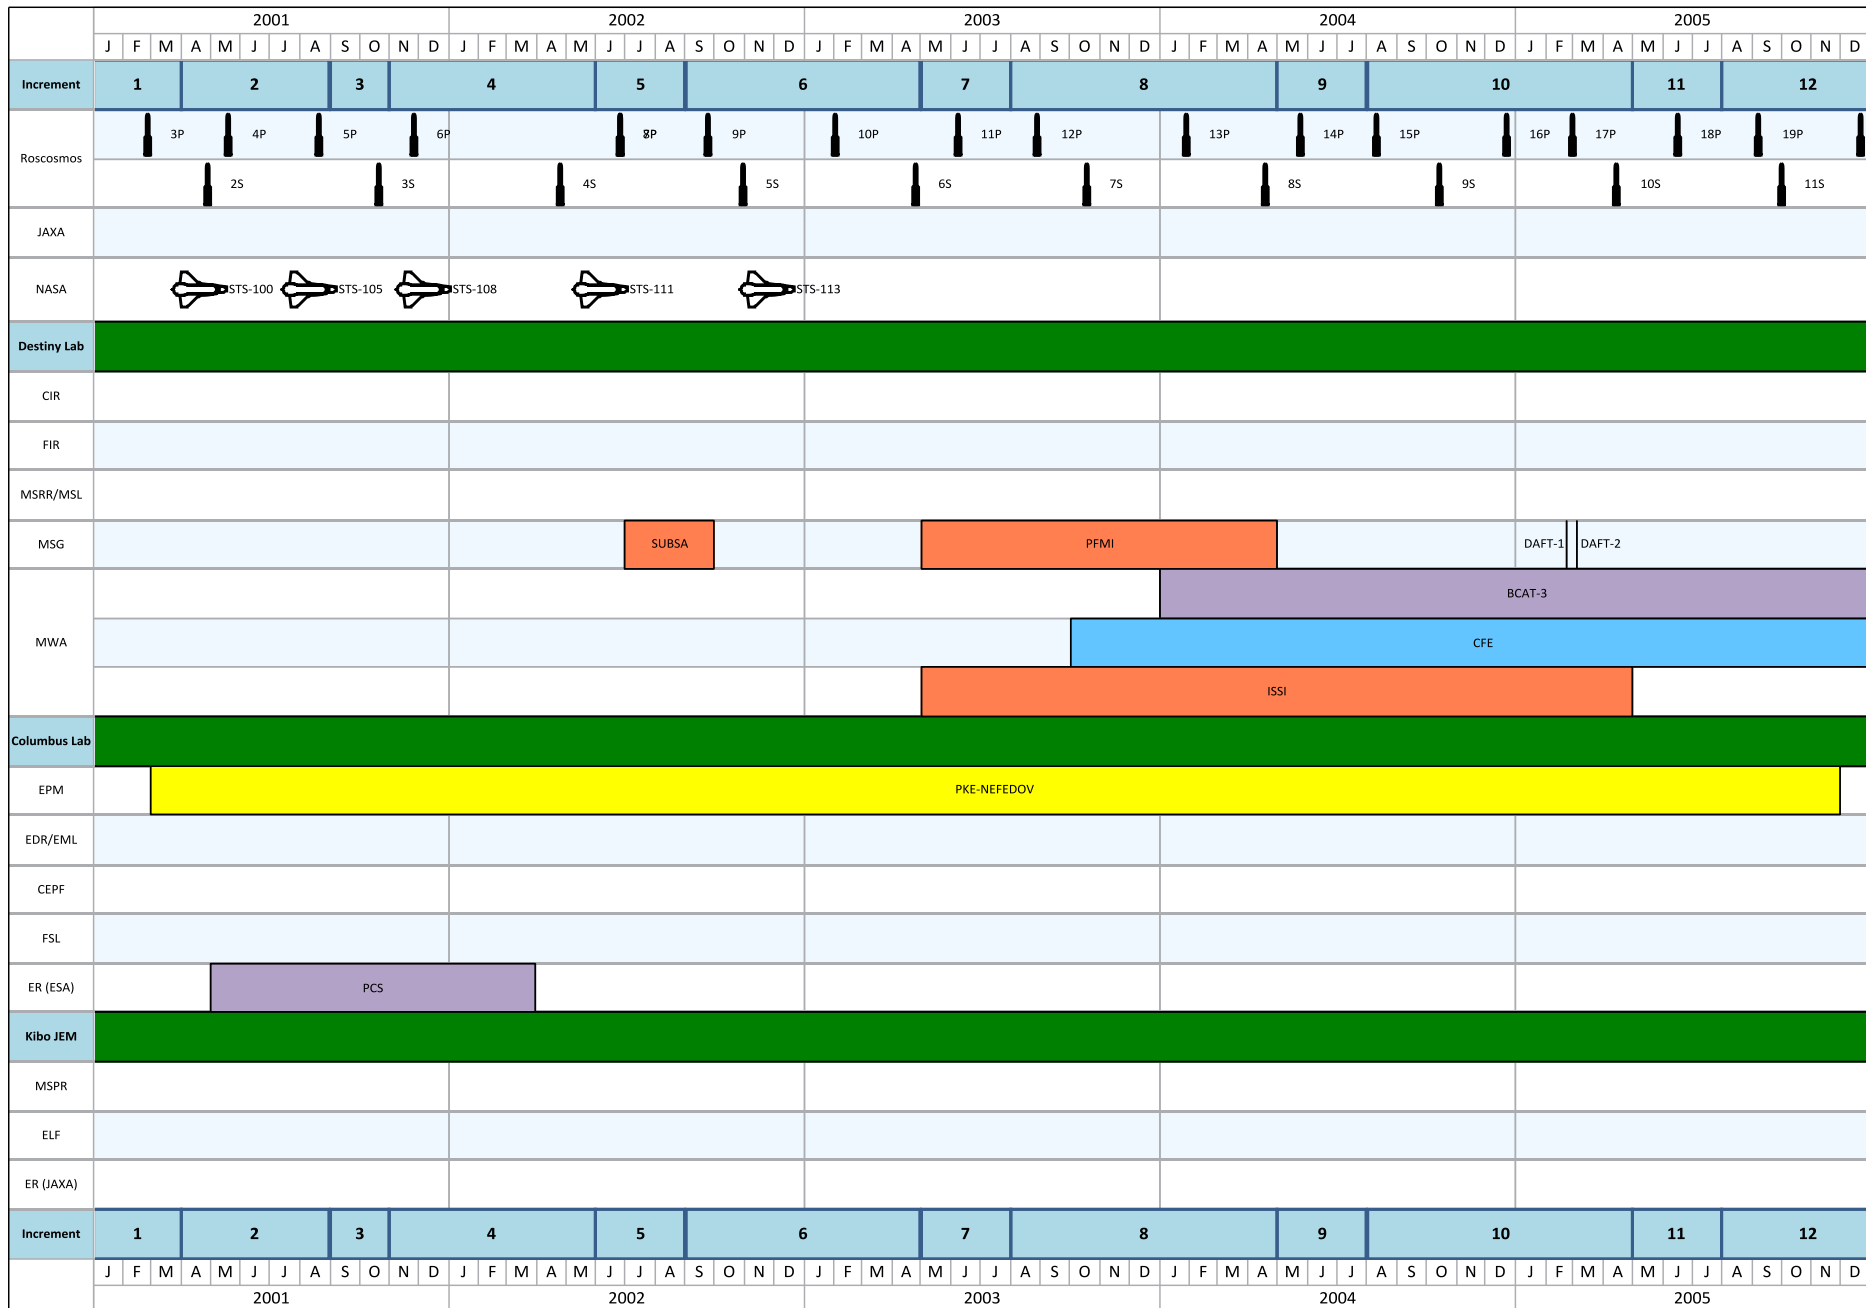 2001 2002 2003 2004 2005
J F M A M J J A S O N D J F M A M J J A S O N D J F M A M J J A S O N D J F M A M J J A S O N D J F M A M J J A S O N D
Increment 1 2 3 4 5 6 7 8 9 10 11 12
Roscosmos
3P 4P 5P 6P 9P 10P 11P 12P 13P 14P 15P 16P 17P 18P 19P
2S 3S 4S 5S 6S 7S 8S 9S 10S 11S
JAXA
NASA STS-100 STS-105 STS-108 STS-111 STS-113
Destiny Lab
CIR
FIR
MSRR/MSL
MSG SUBSA PFMI DAFT-1 DAFT-2
BCAT-3
MWA CFE
ISSI
Columbus Lab
EPM PKE-NEFEDOV
EDR/EML
CEPF
FSL
ER (ESA) PCS
Kibo JEM
MSPR
ELF
ER (JAXA)
Increment 1 2 3 4 5 6 7 8 9 10 11 12
J F M A M J J A S O N D J F M A M J J A S O N D J F M A M J J A S O N D J F M A M J J A S O N D J F M A M J J A S O N D
2001 2002 2003 2004 2005